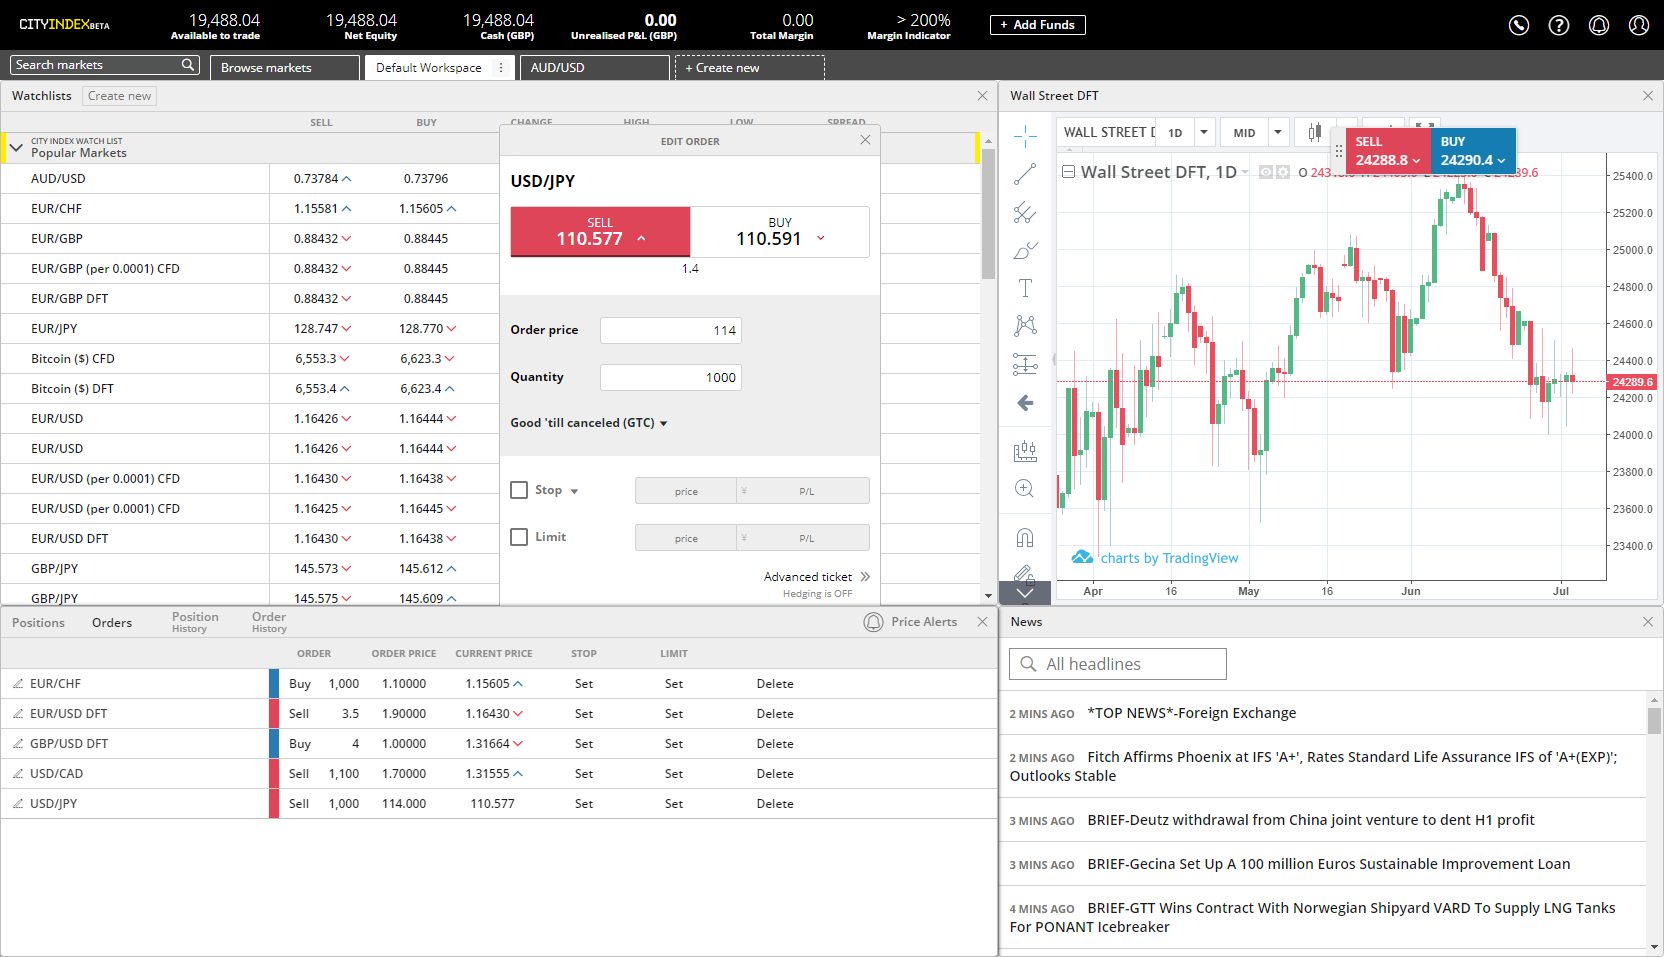 CITYINDEX BETA
19,488.04
Available to trade
19,488.04
Net Equity
19,488.04
Cash (GBP)
0.00
Unrealised P&L (GBP)
0.00
Total Margin
> 200%
Margin Indicator
+ Add Funds
Search markets
Browse markets
Default Workspace
AUD/USD
+ Create new
Watchlists Create new
SELL BUY CHANGE HIGH LOW SPREAD
CITY INDEX WATCH LIST
Popular Markets
AUD/USD 0.73784 0.73796
EUR/CHF 1.15581 1.15605
EUR/GBP 0.88432 0.88445
EUR/GBP (per 0.0001) CFD 0.88432 0.88445
EUR/GBP DFT 0.88432 0.88445
EUR/JPY 128.747 128.770
Bitcoin ($) CFD 6,553.3 6,623.3
Bitcoin ($) DFT 6,553.4 6,623.4
EUR/USD 1.16426 1.16444
EUR/USD 1.16426 1.16444
EUR/USD (per 0.0001) CFD 1.16430 1.16438
EUR/USD (per 0.0001) CFD 1.16425 1.16445
EUR/USD DFT 1.16430 1.16438
GBP/JPY 145.573 145.612
GBP/JPY 145.575 145.609
EDIT ORDER
USD/JPY
SELL
110.577
BUY
110.591
1.4
Order price 114
Quantity 1000
Good 'till canceled (GTC)
Stop price ¥ P/L
Limit price ¥ P/L
Advanced ticket
Hedging is OFF
Wall Street DFT
WALL STREET D 1D MID
SELL
24288.8
BUY
24290.4
Wall Street DFT, 1D O
25400.0
25200.0
25000.0
24800.0
24600.0
24400.0
24289.6
24200.0
24000.0
23800.0
23600.0
23400.0
charts by TradingView
Apr 16 May 16 Jun Jul
Positions
Orders
Position
History
Order
History
Price Alerts
ORDER ORDER PRICE CURRENT PRICE STOP LIMIT
EUR/CHF Buy 1,000 1.10000 1.15605 Set Set Delete
EUR/USD DFT Sell 3.5 1.90000 1.16430 Set Set Delete
GBP/USD DFT Buy 4 1.00000 1.31664 Set Set Delete
USD/CAD Sell 1,100 1.70000 1.31555 Set Set Delete
USD/JPY Sell 1,000 114.000 110.577 Set Set Delete
News
All headlines
2 MINS AGO *TOP NEWS*-Foreign Exchange
2 MINS AGO Fitch Affirms Phoenix at IFS 'A+', Rates Standard Life Assurance IFS of 'A+(EXP)';
Outlooks Stable
3 MINS AGO BRIEF-Deutz withdrawal from China joint venture to dent H1 profit
3 MINS AGO BRIEF-Gecina Set Up A 100 million Euros Sustainable Improvement Loan
4 MINS AGO BRIEF-GTT Wins Contract With Norwegian Shipyard VARD To Supply LNG Tanks
For PONANT Icebreaker